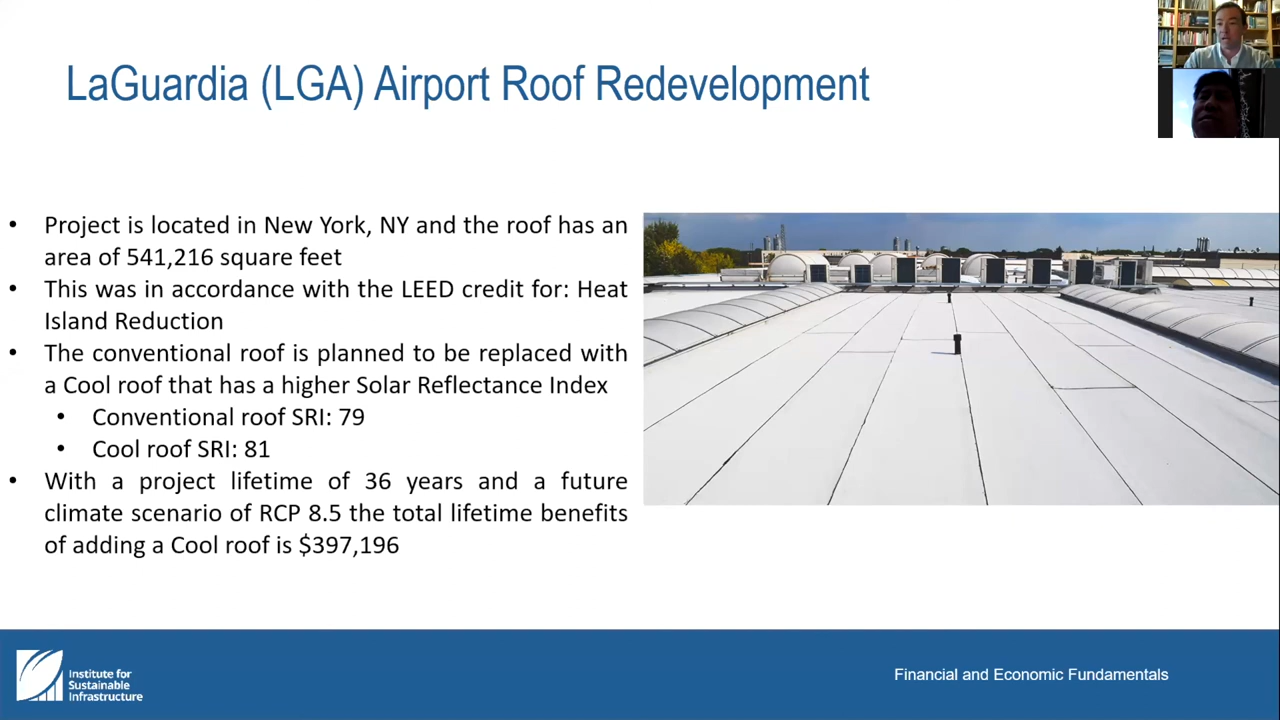 LaGuardia (LGA) Airport Roof Redevelopment
• Project is located in New York, NY and the roof has an
area of 541,216 square feet
• This was in accordance with the LEED credit for: Heat
Island Reduction
• The conventional roof is planned to be replaced with
a Cool roof that has a higher Solar Reflectance Index
• Conventional roof SRI: 79
• Cool roof SRI: 81
• With a project lifetime of 36 years and a future
climate scenario of RCP 8.5 the total lifetime benefits
of adding a Cool roof is $397,196
Institute for
Sustainable
Infrastructure
Financial and Economic Fundamentals